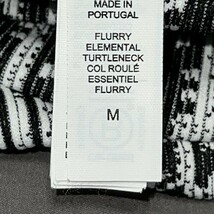 MADE IN
PORTUGAL
FLURRY
ELEMENTAL
TURTLENECK
COL ROULÉ
ESSENTIEL
FLURRY
M